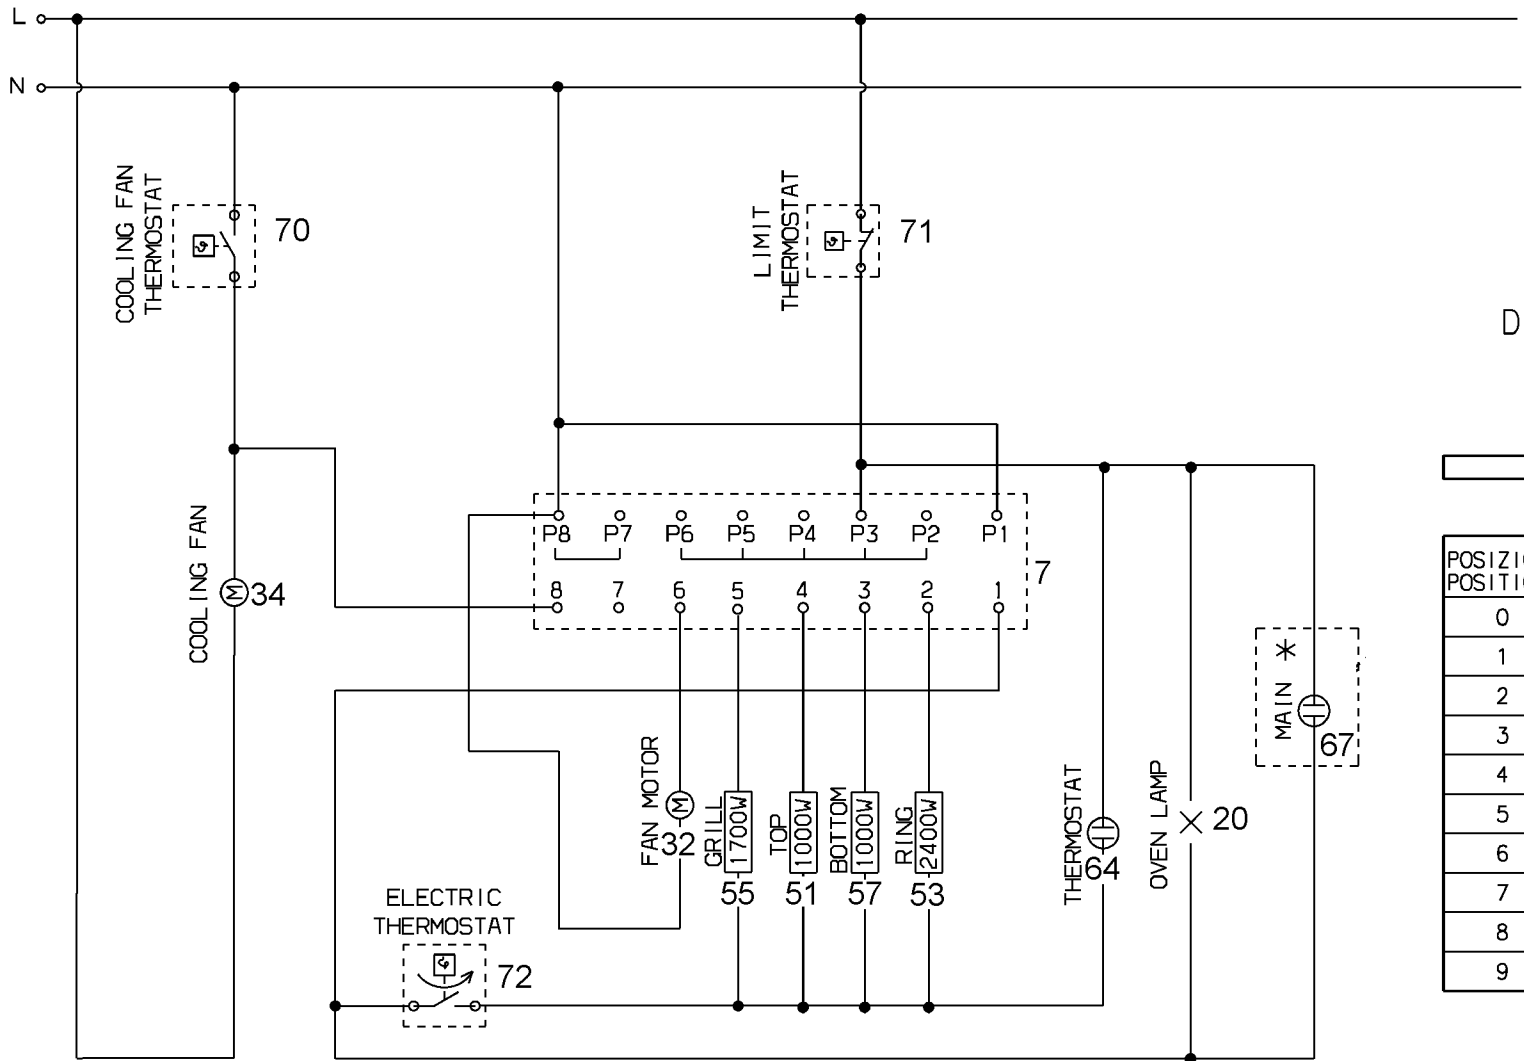 L
N
COOLING FAN
THERMOSTAT
70
LIMIT
THERMOSTAT
71
D
P8 P7 P6 P5 P4 P3 P2 P1
8 7 6 5 4 3 2 1
7
COOLING FAN
M
34
POSIZI
POSITI
0
1
2
3
4
5
6
7
8
9
MAIN *
67
FAN MOTOR
M
32
GRILL
1700W
55
TOP
1000W
51
BOTTOM
1000W
57
RING
2400W
53
THERMOSTAT
64
OVEN LAMP
20
ELECTRIC
THERMOSTAT
72